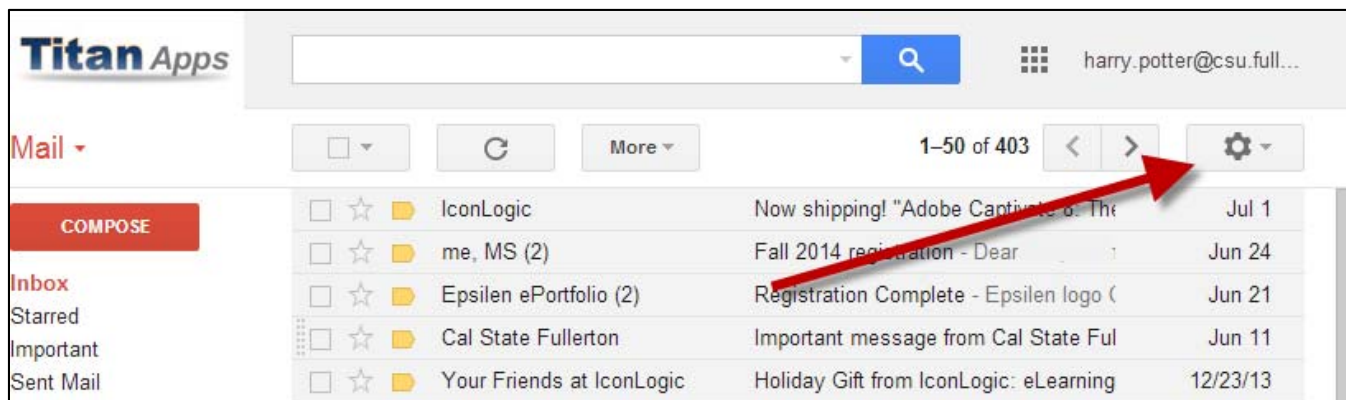 Titan Apps
harry.potter@csu.full...
Mail
More
1–50 of 403
COMPOSE
IconLogic Now shipping! "Adobe Captivate 8: The Jul 1
me, MS (2) Fall 2014 registration - Dear Jun 24
Inbox
Epsilen ePortfolio (2) Registration Complete - Epsilen logo ( Jun 21
Starred
Important
Cal State Fullerton Important message from Cal State Ful Jun 11
Sent Mail
Your Friends at IconLogic Holiday Gift from IconLogic: eLearning 12/23/13